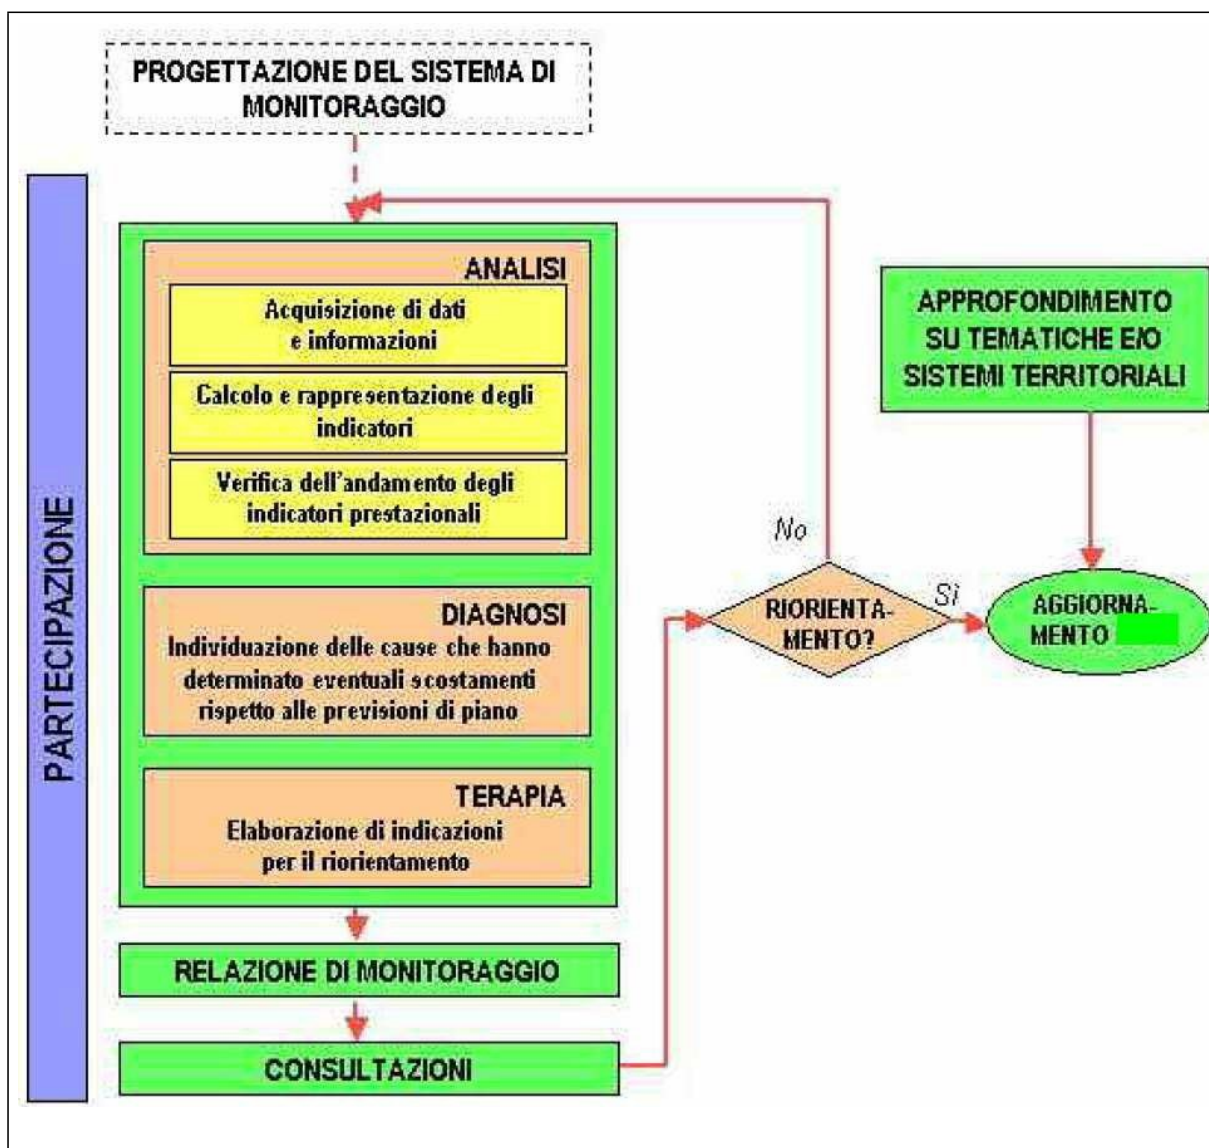 PROGETTAZIONE DEL SISTEMA DI
MONITORAGGIO
PARTECIPAZIONE
ANALISI
Acquisizione di dati
e informazioni
Calcolo e rappresentazione degli
indicatori
Verifica dell'andamento degli
indicatori prestazionali
DIAGNOSI
Individuazione delle cause che hanno
determinato eventuali scostamenti
rispetto alle previsioni di piano
TERAPIA
Elaborazione di indicazioni
per il riorientamento
RELAZIONE DI MONITORAGGIO
CONSULTAZIONI
No
RIORIENTA-
MENTO?
Sì
APPROFONDIMENTO
SU TEMATICHE E/O
SISTEMI TERRITORIALI
AGGIORNA-
MENTO